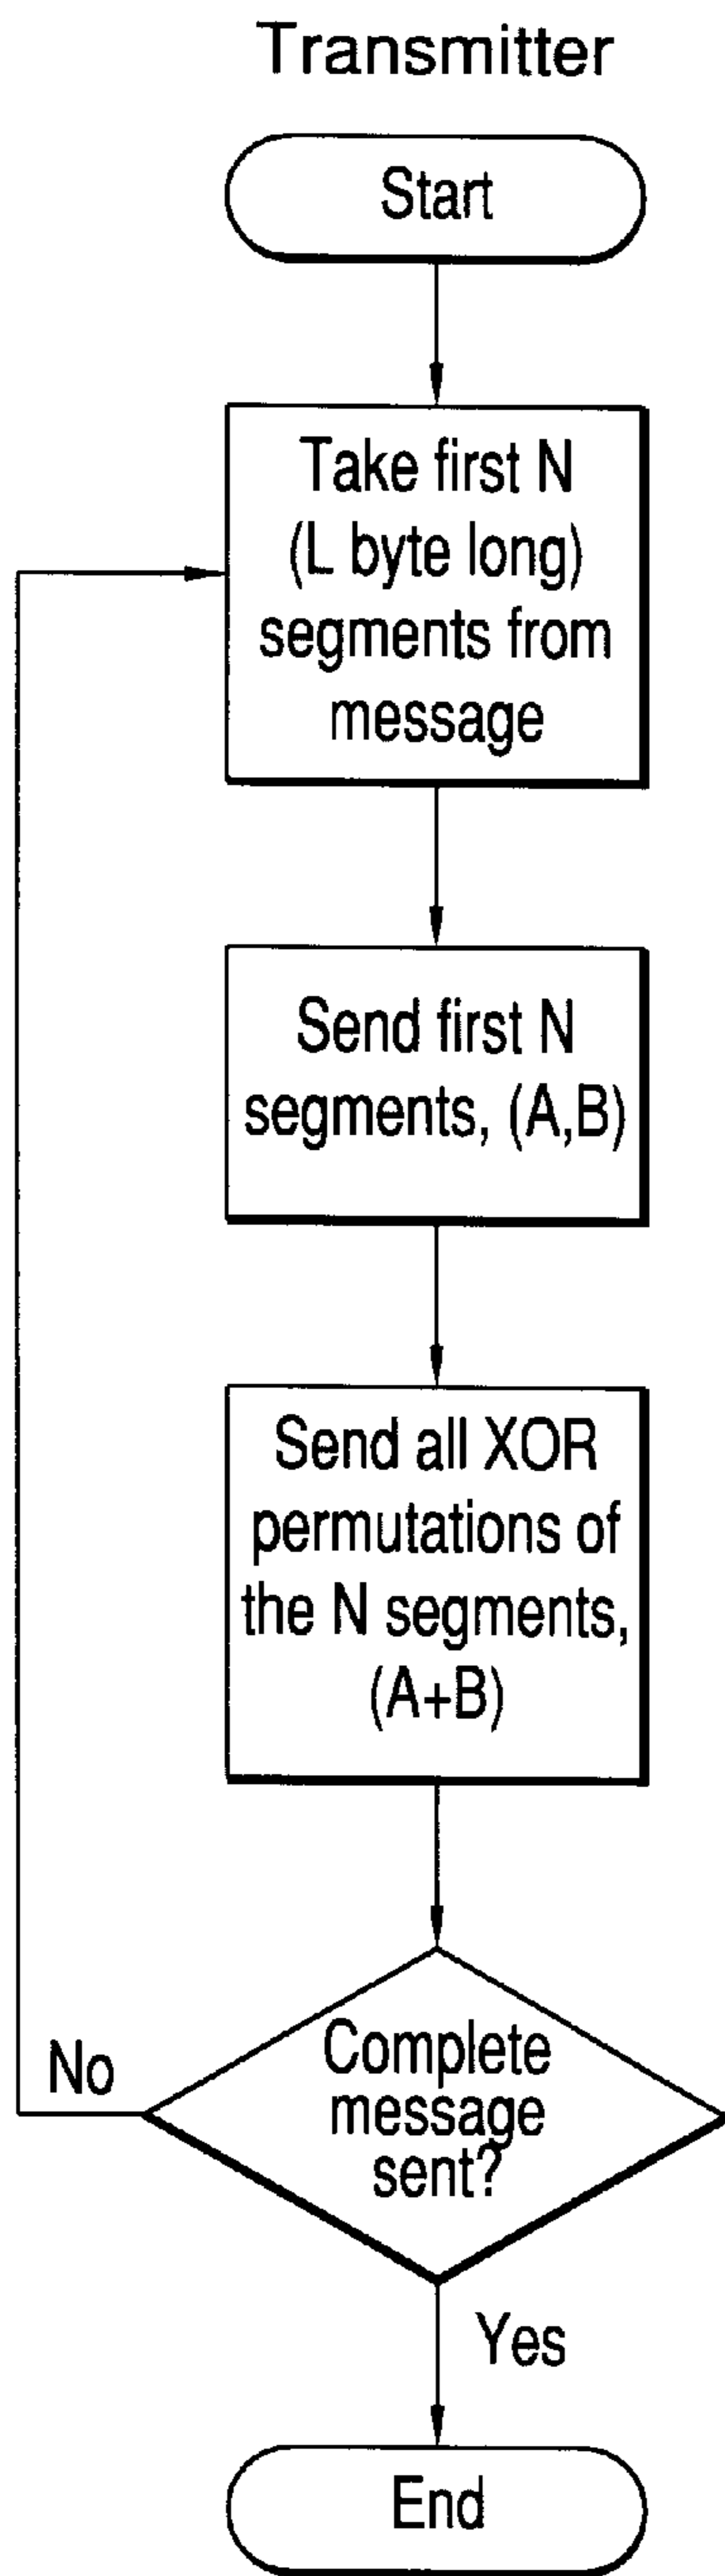 Transmitter
Start
Take first N
(L byte long)
segments from
message
Send first N
segments, (A,B)
Send all XOR
permutations of
the N segments,
(A+B)
Complete
message
sent?
No
Yes
End